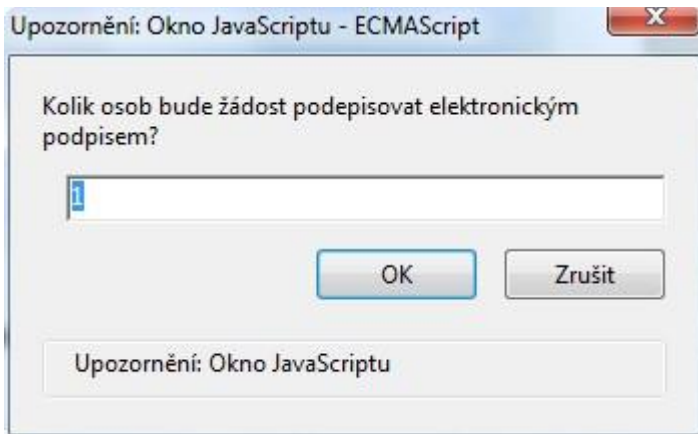 Upozornění: Okno JavaScriptu - ECMAScript
Kolik osob bude žádost podepisovat elektronickým
podpisem?
1
OK Zrušit
Upozornění: Okno JavaScriptu